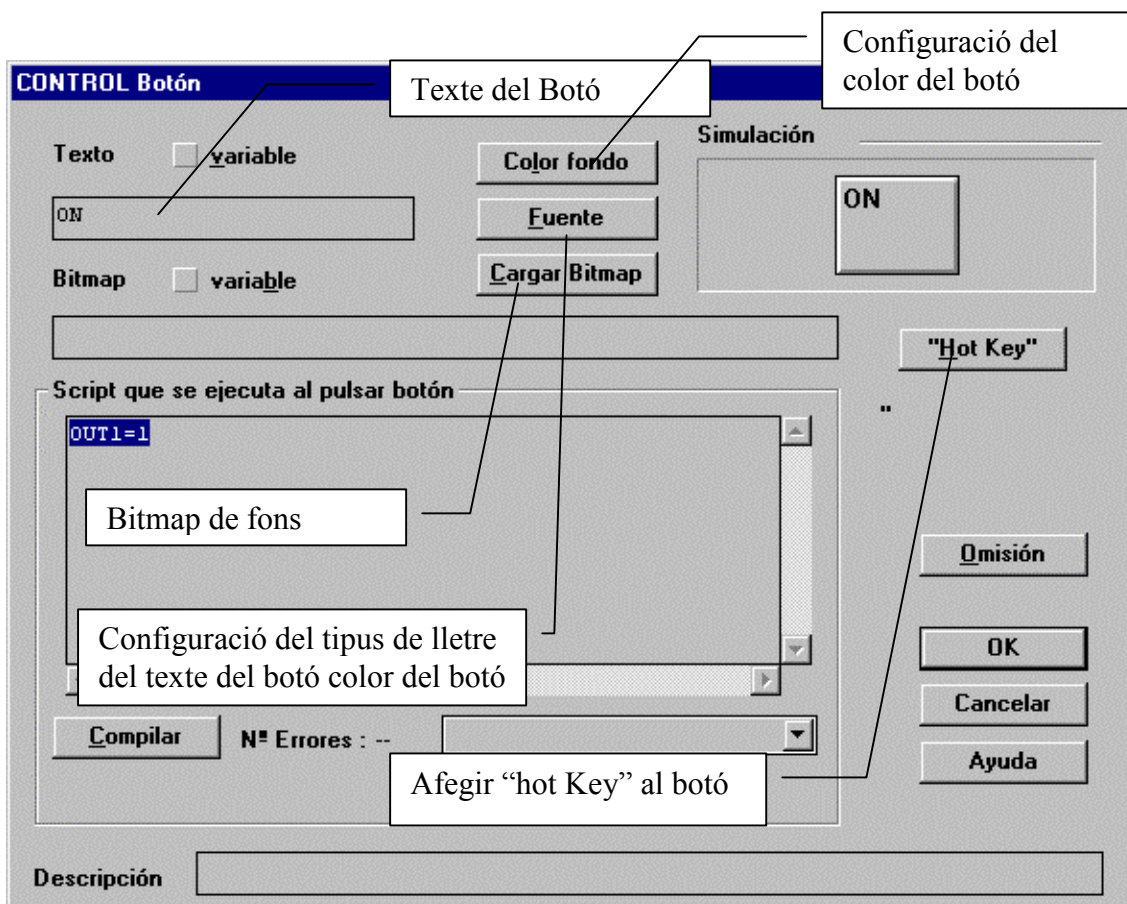 Configuració del
color del botó
CONTROL Botón
Texte del Botó
Simulación
Texto variable
Color fondo
ON
ON
Fuente
Bitmap variable
Cargar Bitmap
"Hot Key"
Script que se ejecuta al pulsar botón
"
OUT1=1
Bitmap de fons
Omisión
Configuració del tipus de lletre
del texte del botó color del botó
OK
Cancelar
Compilar Nº Errores : --
Ayuda
Afegir “hot Key” al botó
Descripción